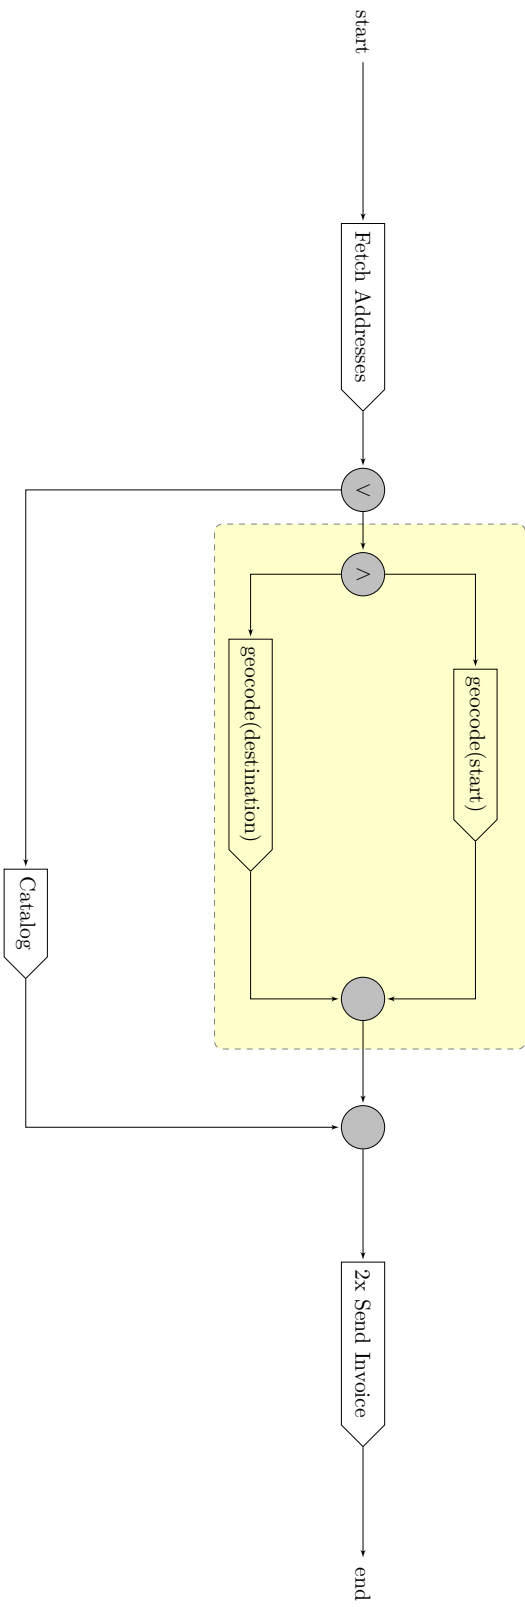 start
Fetch Addresses
∨
∧
geocode(start)
geocode(destination)
Catalog
2x Send Invoice
end